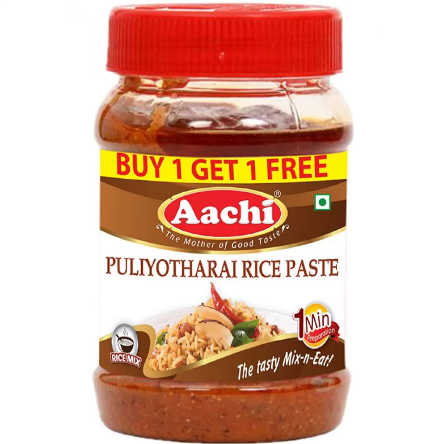 BUY 1 GET 1 FREE
Aachi®
The Mother of Good Taste
PULIYOTHARAI RICE PASTE
1 Min
Preparation
RICE MIX
The tasty Mix-n-Eat!